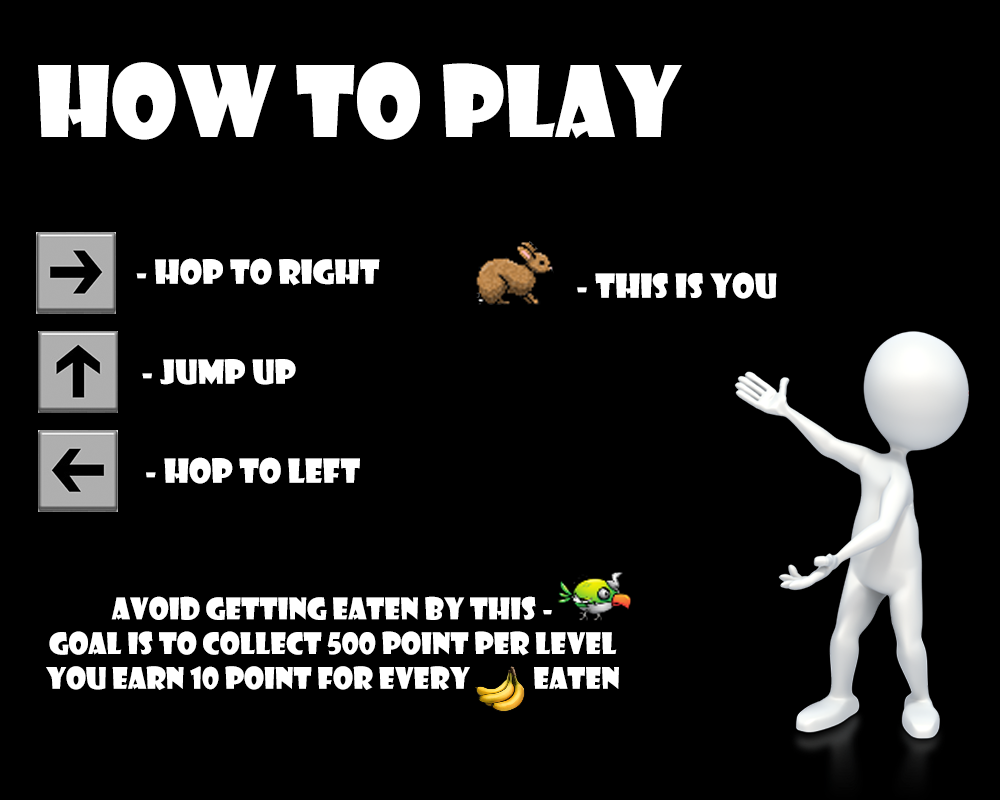 HOW TO PLAY
- HOP TO RIGHT
- THIS IS YOU
- JUMP UP
- HOP TO LEFT
AVOID GETTING EATEN BY THIS -
GOAL IS TO COLLECT 500 POINT PER LEVEL
YOU EARN 10 POINT FOR EVERY EATEN